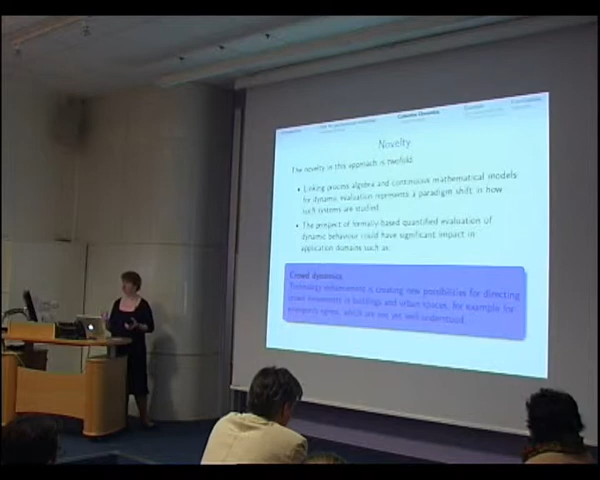 Collective Dynamics
Novelty
The novelty in this approach is twofold
• Linking process algebra and continuous mathematical models
for dynamic evaluation represents a paradigm shift in how
such systems are studied.
• The prospect of formally-based quantified evaluation of
dynamic behaviour could have significant impact in
application domains such as:
Crowd dynamics
Technology enhancement is creating new possibilities for directing
crowd movements in buildings and urban spaces, for example for
emergency egress, which are not yet well-understood.